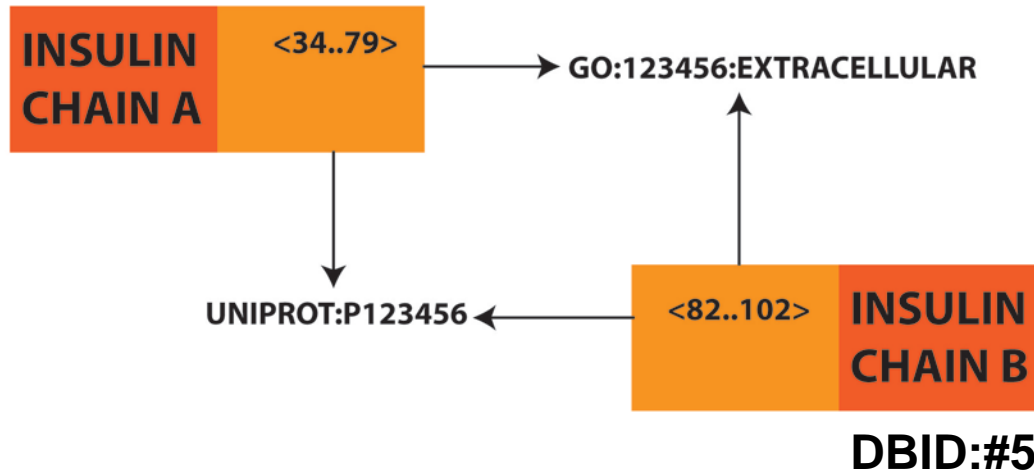 INSULIN
CHAIN A
<34..79>
GO:123456:EXTRACELLULAR
UNIPROT:P123456
<82..102>
INSULIN
CHAIN B
DBID:#5